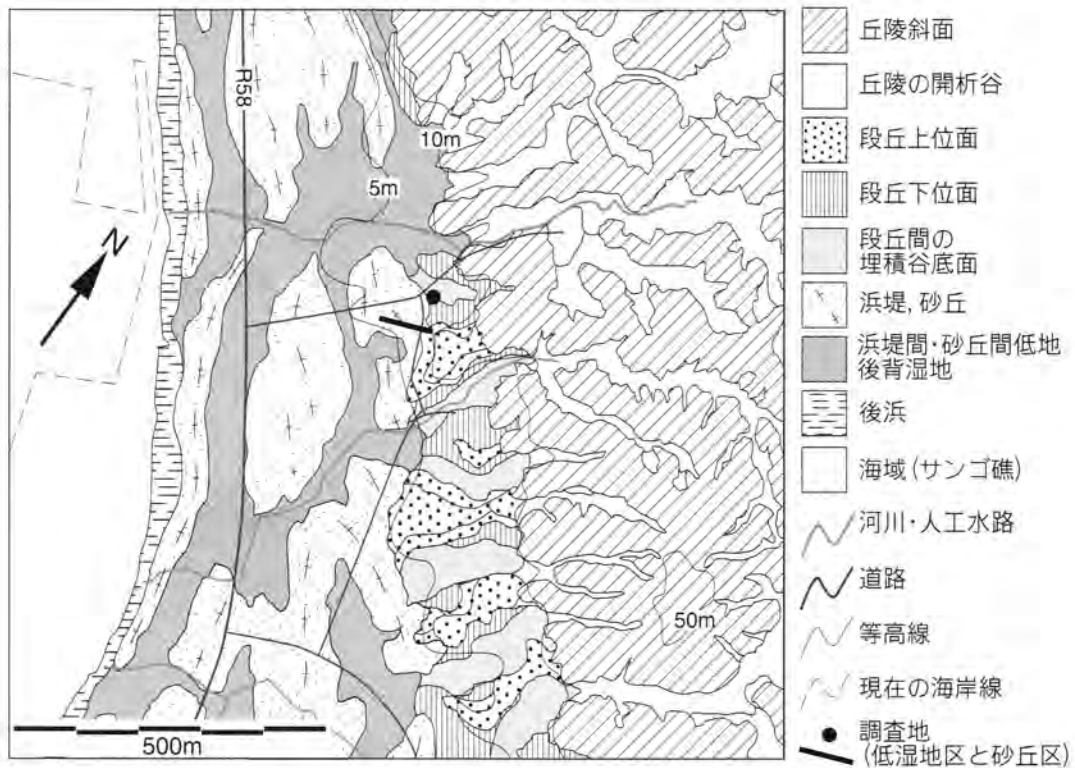 R58
10m
5m
N
50m
500m
丘陵斜面
丘陵の開析谷
段丘上位面
段丘下位面
段丘間の
埋積谷底面
浜堤, 砂丘
浜堤間・砂丘間低地
後背湿地
後浜
海域 (サンゴ礁)
河川・人工水路
道路
等高線
現在の海岸線
調査地
(低湿地区と砂丘区)